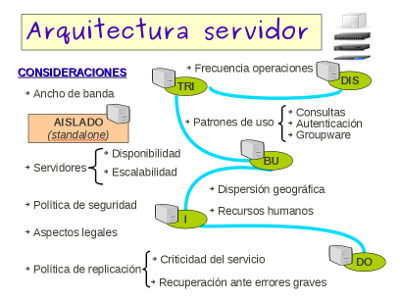 Arquitectura servidor
CONSIDERACIONES
Ancho de banda
AISLADO
(standalone)
Servidores
Disponibilidad
Escalabilidad
Política de seguridad
Aspectos legales
Política de replicación
Criticidad del servicio
Recuperación ante errores graves
Frecuencia operaciones
TRI
DIS
Patrones de uso
Consultas
Autenticación
Groupware
BU
Dispersión geográfica
Recursos humanos
I
DO